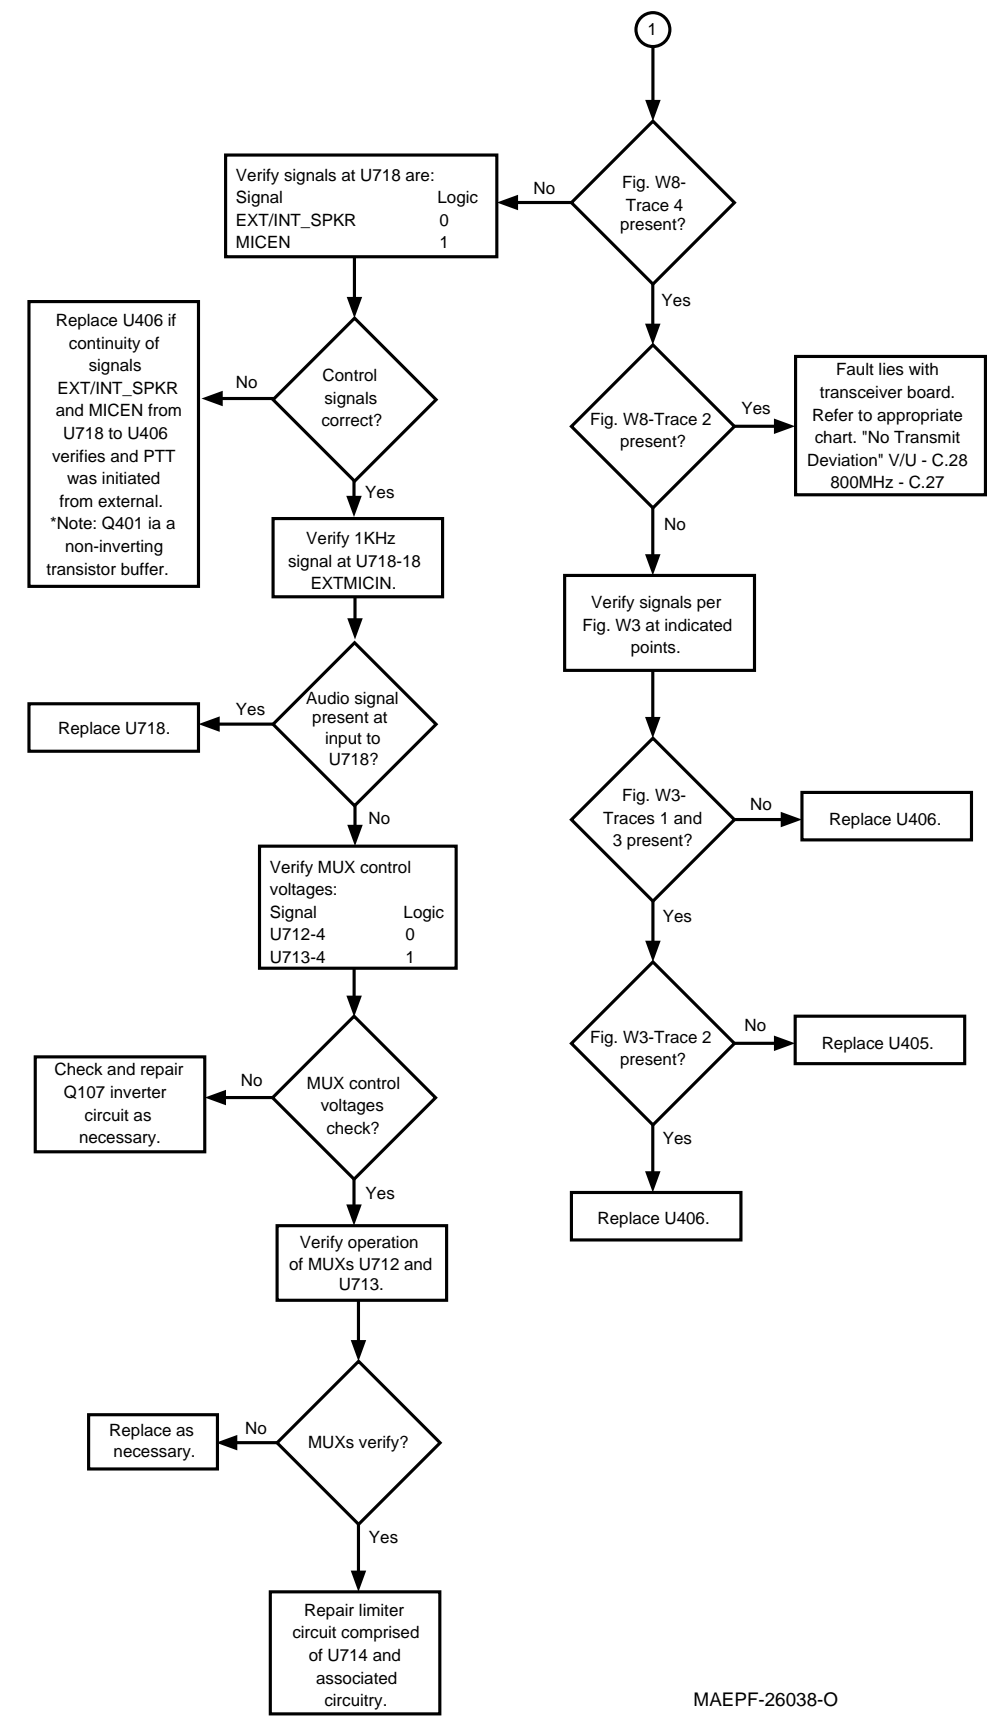 1
Fig. W8-
Trace 4
present?
No
Yes
Verify signals at U718 are:
Signal Logic
EXT/INT_SPKR 0
MICEN 1
Control
signals
correct?
No
Yes
Replace U406 if
continuity of
signals
EXT/INT_SPKR
and MICEN from
U718 to U406
verifies and PTT
was initiated
from external.
*Note: Q401 ia a
non-inverting
transistor buffer.
Verify 1KHz
signal at U718-18
EXTMICIN.
Audio signal
present at
input to
U718?
Yes
No
Replace U718.
Verify MUX control
voltages:
Signal Logic
U712-4 0
U713-4 1
MUX control
voltages
check?
No
Yes
Check and repair
Q107 inverter
circuit as
necessary.
Verify operation
of MUXs U712 and
U713.
MUXs verify?
No
Yes
Replace as
necessary.
Repair limiter
circuit comprised
of U714 and
associated
circuitry.
Fig. W8-Trace 2
present?
Yes
No
Fault lies with
transceiver board.
Refer to appropriate
chart. "No Transmit
Deviation" V/U - C.28
800MHz - C.27
Verify signals per
Fig. W3 at indicated
points.
Fig. W3-
Traces 1 and
3 present?
No
Yes
Replace U406.
Fig. W3-Trace 2
present?
No
Yes
Replace U405.
Replace U406.
MAEPF-26038-O